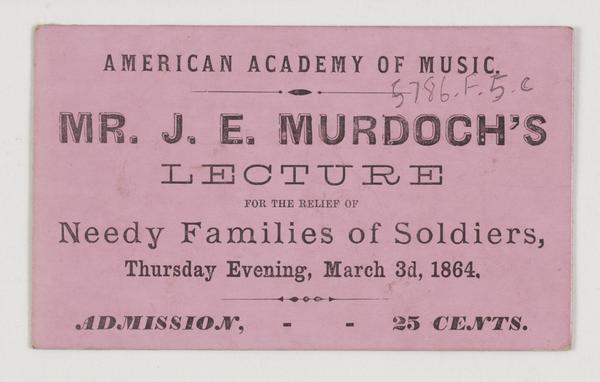 AMERICAN ACADEMY OF MUSIC.
5786.F.5.c
MR. J. E. MURDOCH'S
LECTURE
FOR THE RELIEF OF
Needy Families of Soldiers,
Thursday Evening, March 3d, 1864.
ADMISSION, - - 25 CENTS.